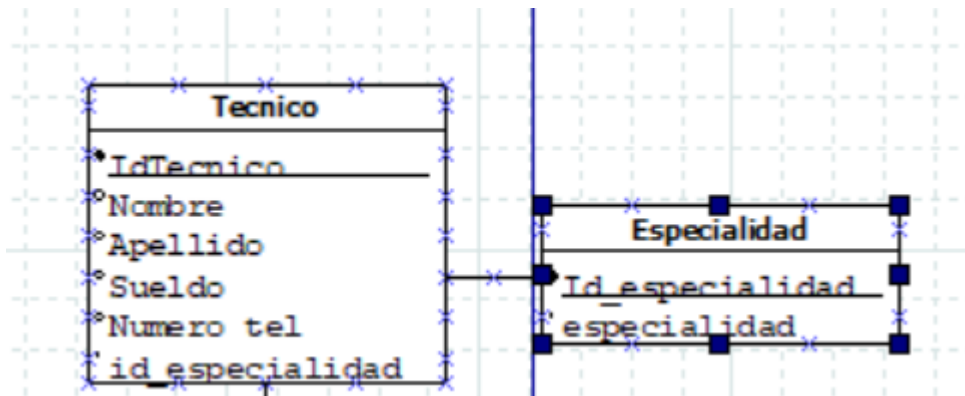 Tecnico
IdTecnico
Nombre
Apellido
Sueldo
Numero tel
id_especialidad
Especialidad
Id_especialidad
especialidad